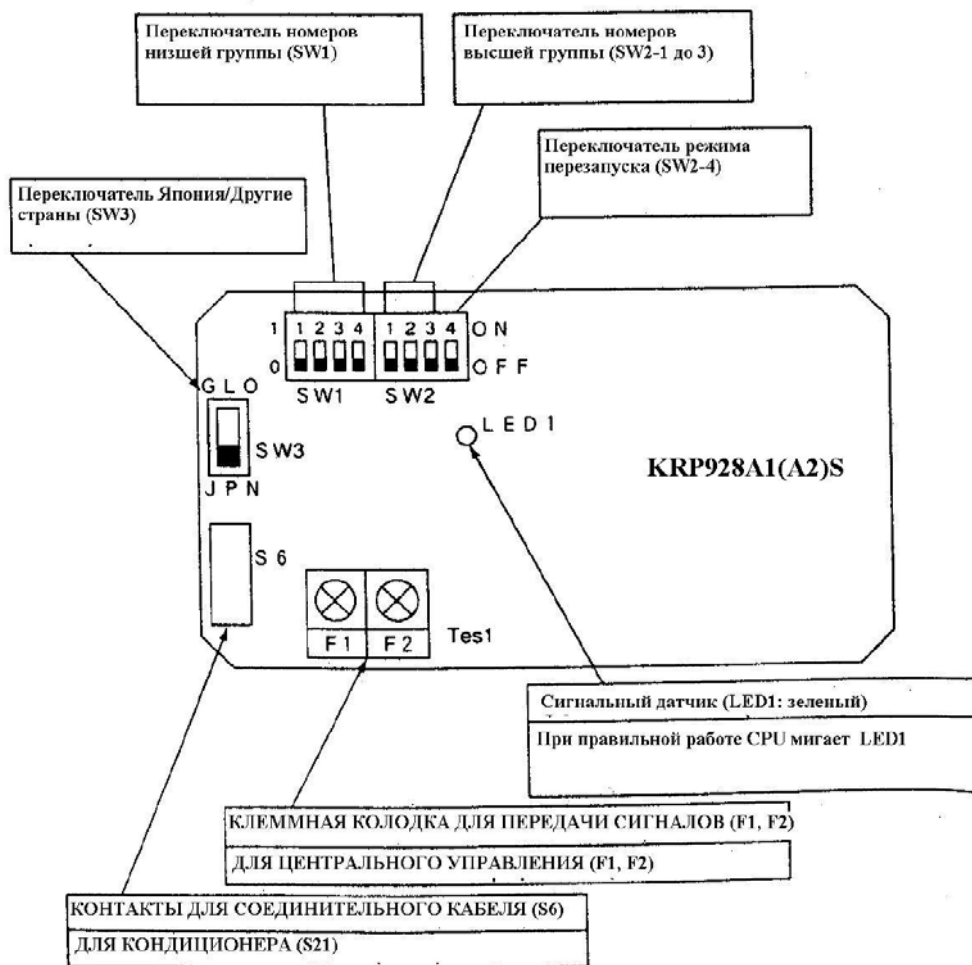 Переключатель номеров
низшей группы (SW1)
Переключатель номеров
высшей группы (SW2-1 до 3)
Переключатель режима
перезапуска (SW2-4)
Переключатель Япония/Другие
страны (SW3)
1 1 2 3 4 1 2 3 4 ON
0 OFF
SW1 SW2
GLO
SW3
JPN
LED1
KRP928A1(A2)S
S6
F1 F2 Tes1
Сигнальный датчик (LED1: зеленый)
При правильной работе CPU мигает LED1
КЛЕММНАЯ КОЛОДКА ДЛЯ ПЕРЕДАЧИ СИГНАЛОВ (F1, F2)
ДЛЯ ЦЕНТРАЛЬНОГО УПРАВЛЕНИЯ (F1, F2)
КОНТАКТЫ ДЛЯ СОЕДИНИТЕЛЬНОГО КАБЕЛЯ (S6)
ДЛЯ КОНДИЦИОНЕРА (S21)